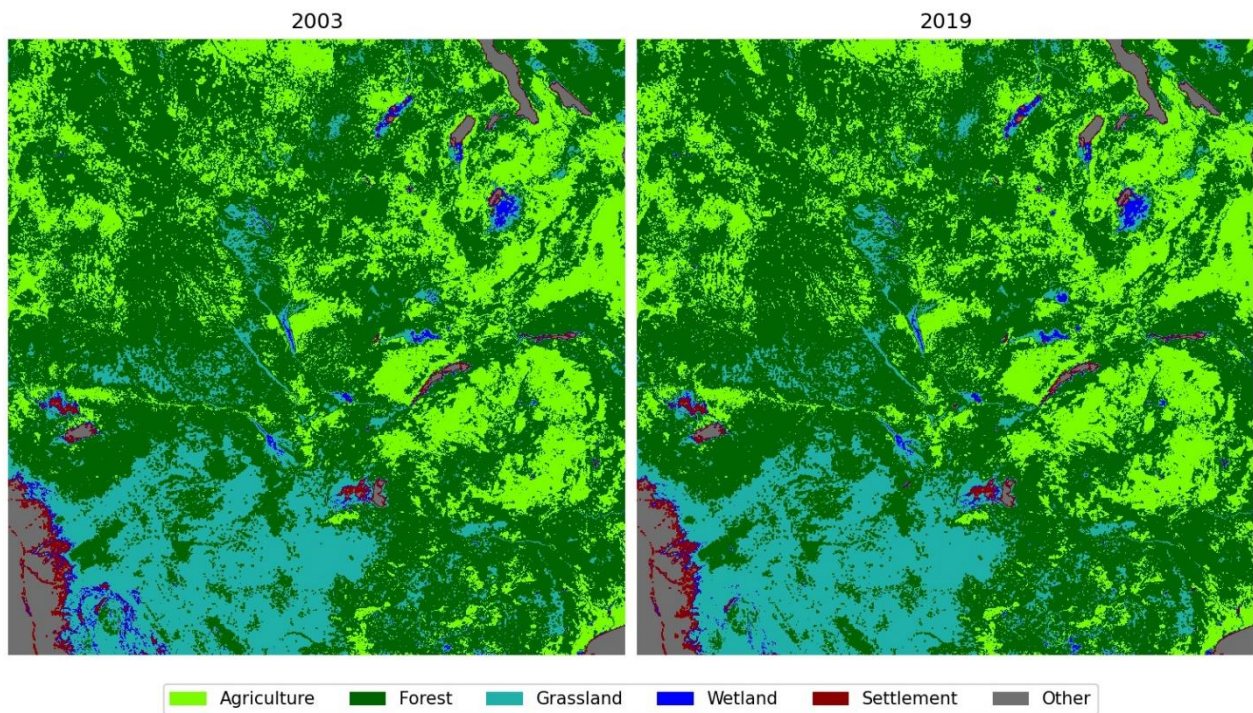 2003
2019
Agriculture
Forest
Grassland
Wetland
Settlement
Other